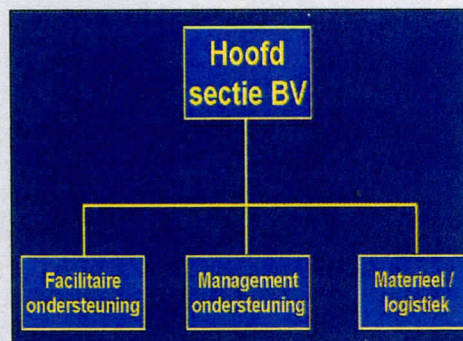 Hoofd
sectie BV
Facilitaire
ondersteuning
Management
ondersteuning
Materieel /
logistiek